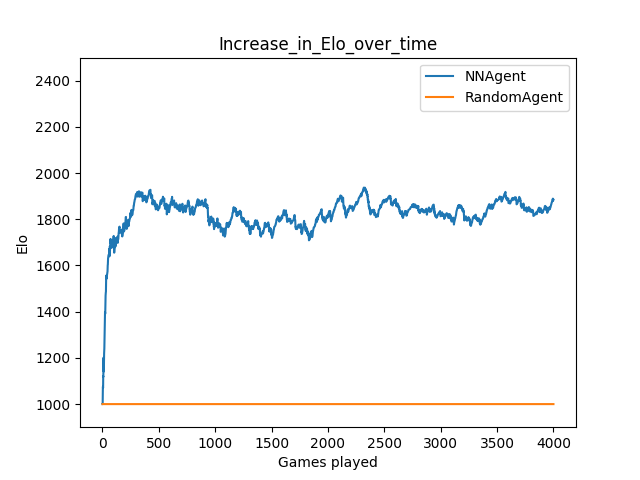 Increase_in_Elo_over_time
NNAgent
RandomAgent
2400
2200
2000
1800
1600
1400
1200
1000
Elo
0 500 1000 1500 2000 2500 3000 3500 4000
Games played